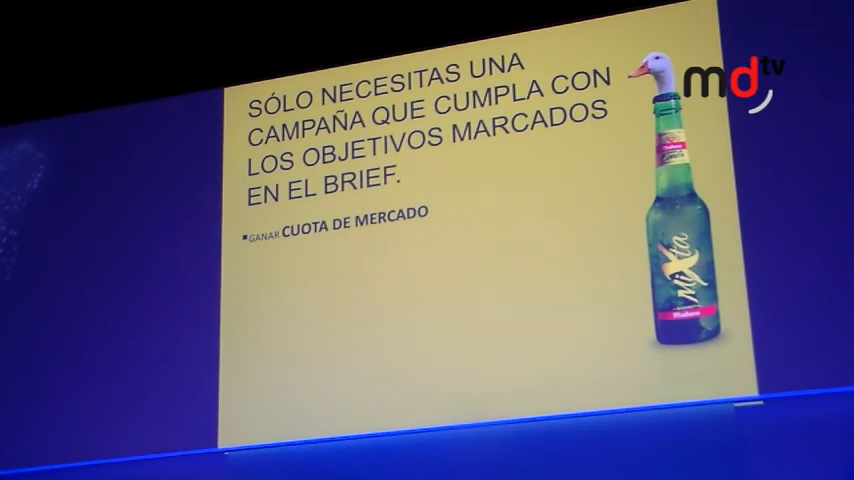 SÓLO NECESITAS UNA
CAMPAÑA QUE CUMPLA CON
LOS OBJETIVOS MARCADOS
EN EL BRIEF.
GANAR CUOTA DE MERCADO
mdtv
Mixta